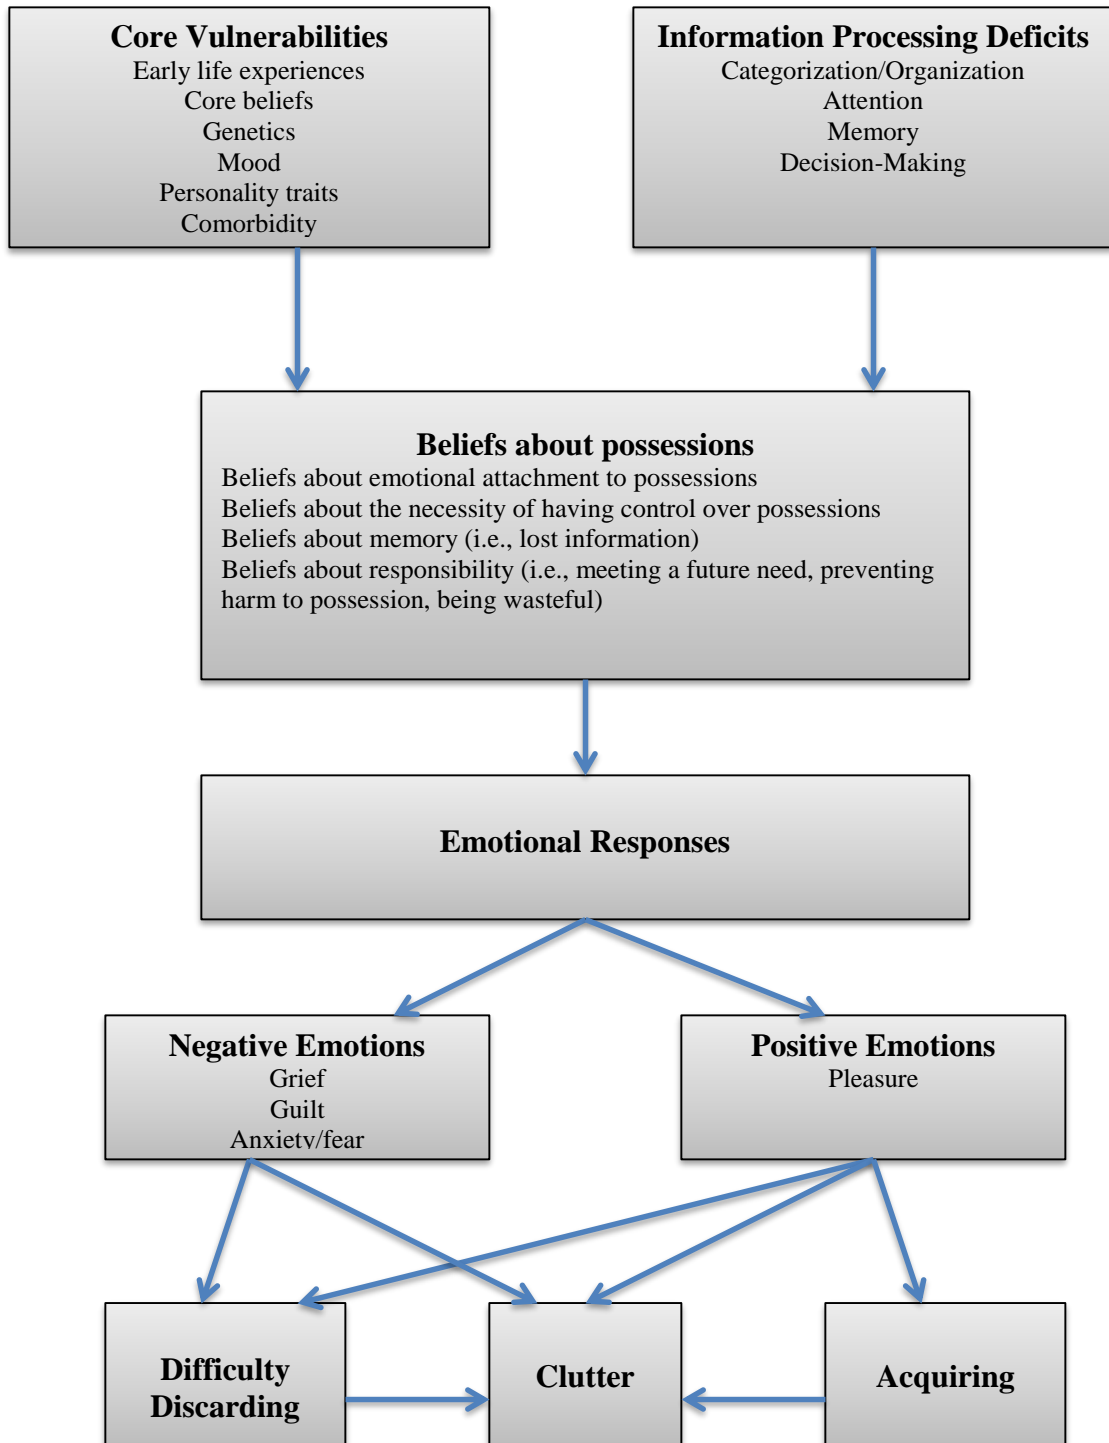 Core Vulnerabilities
Early life experiences
Core beliefs
Genetics
Mood
Personality traits
Comorbidity
Information Processing Deficits
Categorization/Organization
Attention
Memory
Decision-Making
Beliefs about possessions
Beliefs about emotional attachment to possessions
Beliefs about the necessity of having control over possessions
Beliefs about memory (i.e., lost information)
Beliefs about responsibility (i.e., meeting a future need, preventing
harm to possession, being wasteful)
Emotional Responses
Negative Emotions
Grief
Guilt
Anxiety/fear
Positive Emotions
Pleasure
Difficulty
Discarding
Clutter
Acquiring